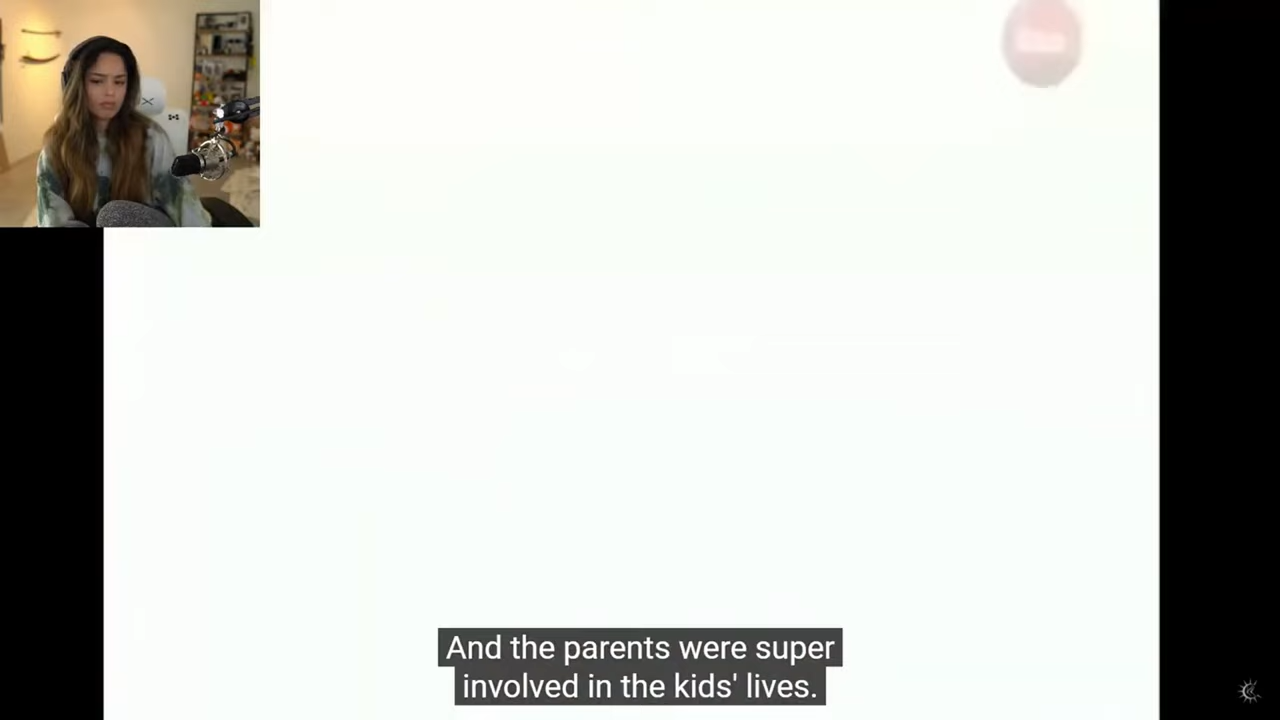 And the parents were super
involved in the kids' lives.